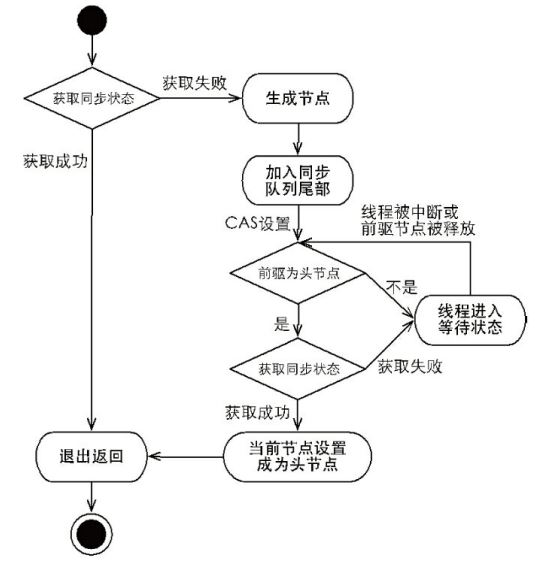 获取同步状态
获取失败
生成节点
获取成功
加入同步
队列尾部
CAS设置
线程被中断或
前驱节点被释放
前驱为头节点
不是
线程进入
等待状态
是
获取同步状态
获取失败
获取成功
退出返回
当前节点设置
成为头节点